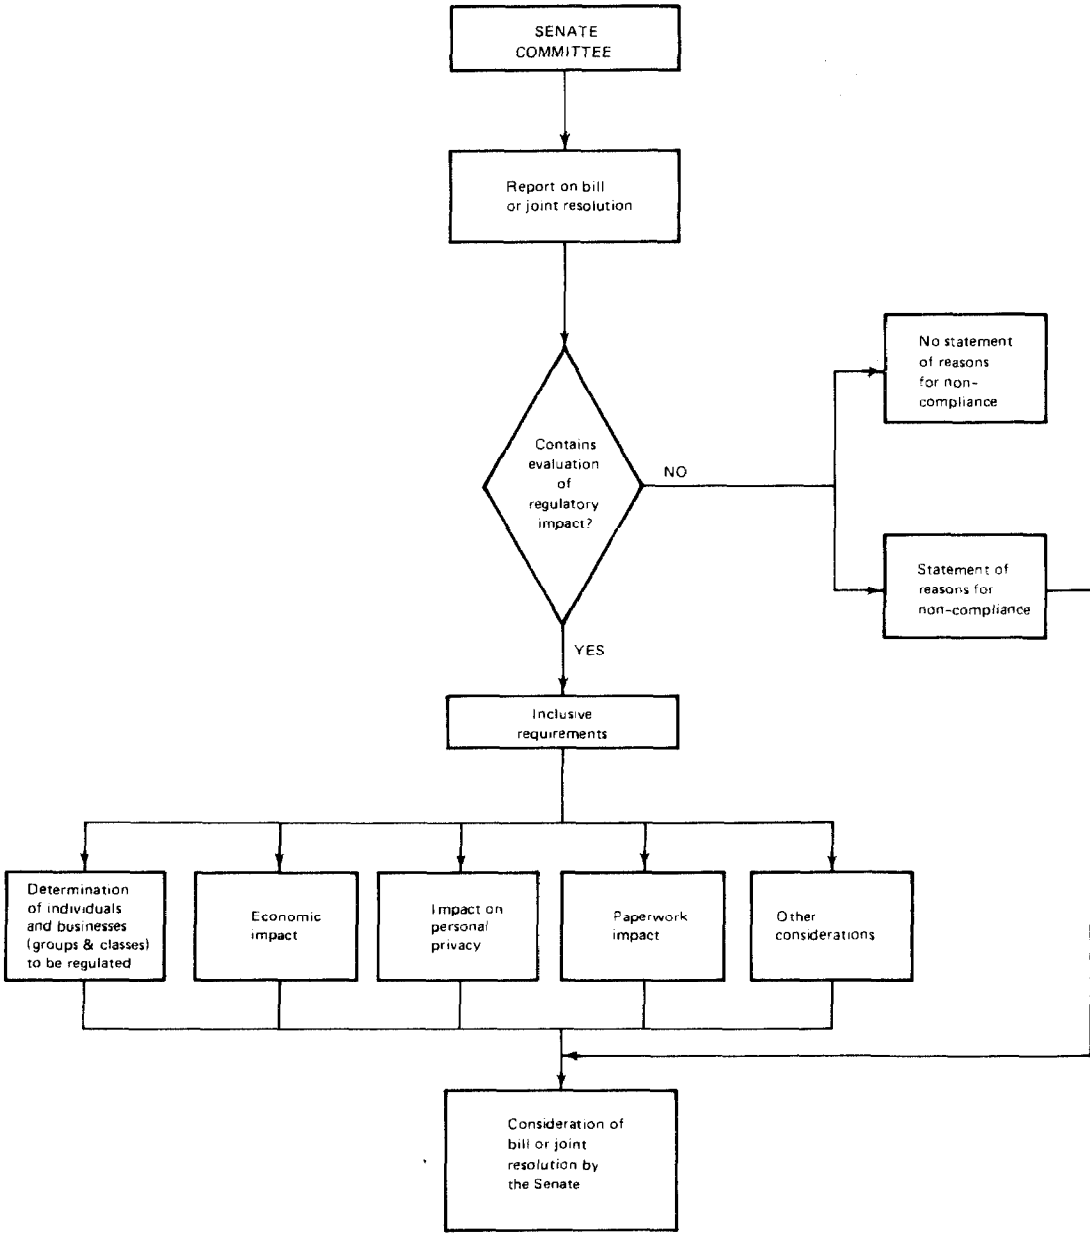 SENATE
COMMITTEE
Report on bill
or joint resolution
No statement
of reasons
for non-
compliance
Contains
evaluation
of
regulatory
impact?
NO
Statement of
reasons for
non-compliance
YES
Inclusive
requirements
Determination
of individuals
and businesses
(groups & classes)
to be regulated
Economic
impact
Impact on
personal
privacy
Paperwork
impact
Other
considerations
Consideration of
bill or joint
resolution by
the Senate